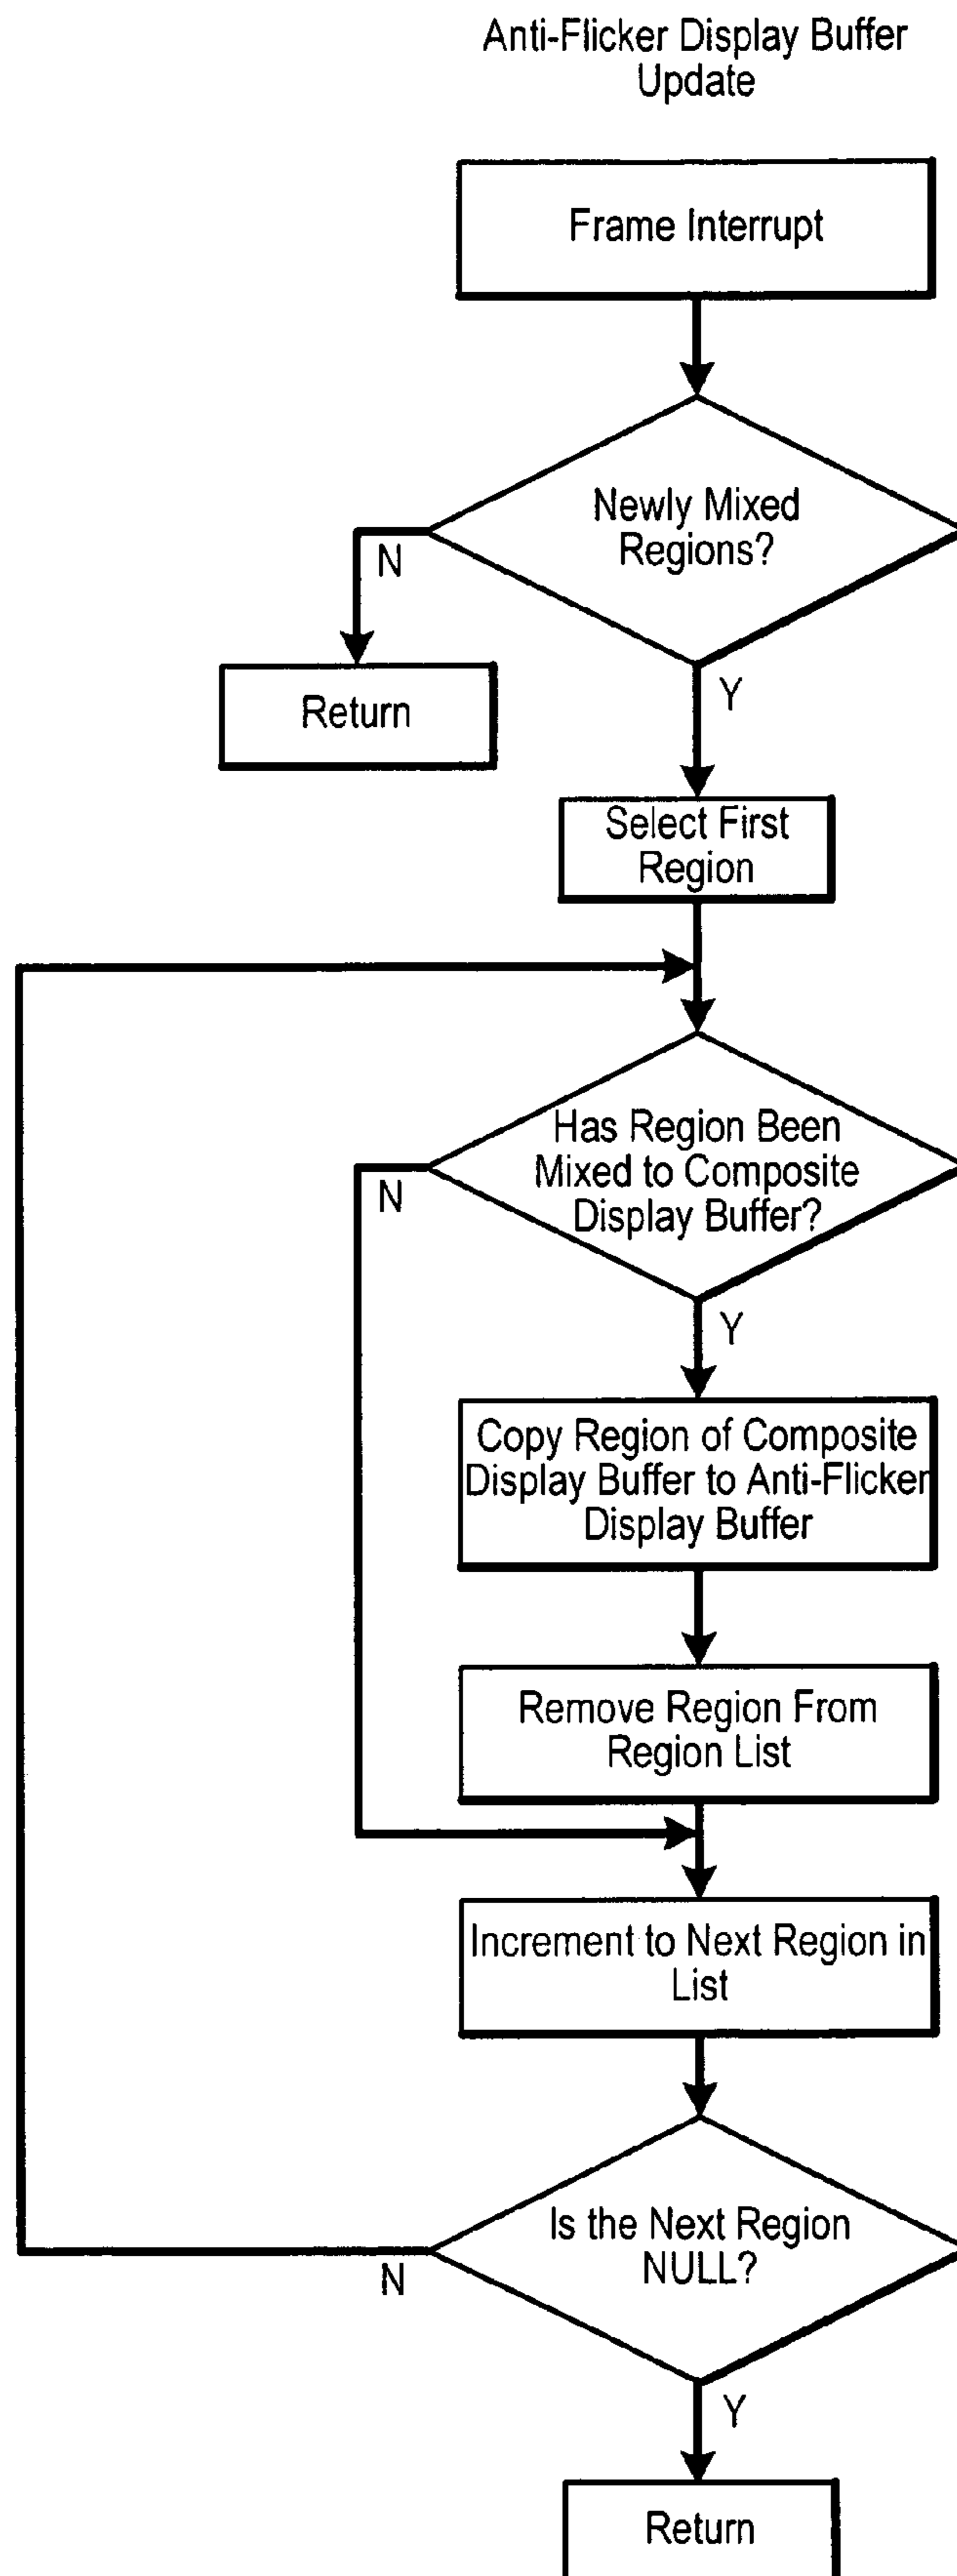 Anti-Flicker Display Buffer
Update
Frame Interrupt
Newly Mixed
Regions?
N
Return
Y
Select First
Region
Has Region Been
Mixed to Composite
Display Buffer?
N
Y
Copy Region of Composite
Display Buffer to Anti-Flicker
Display Buffer
Remove Region From
Region List
Increment to Next Region in
List
Is the Next Region
NULL?
N
Y
Return